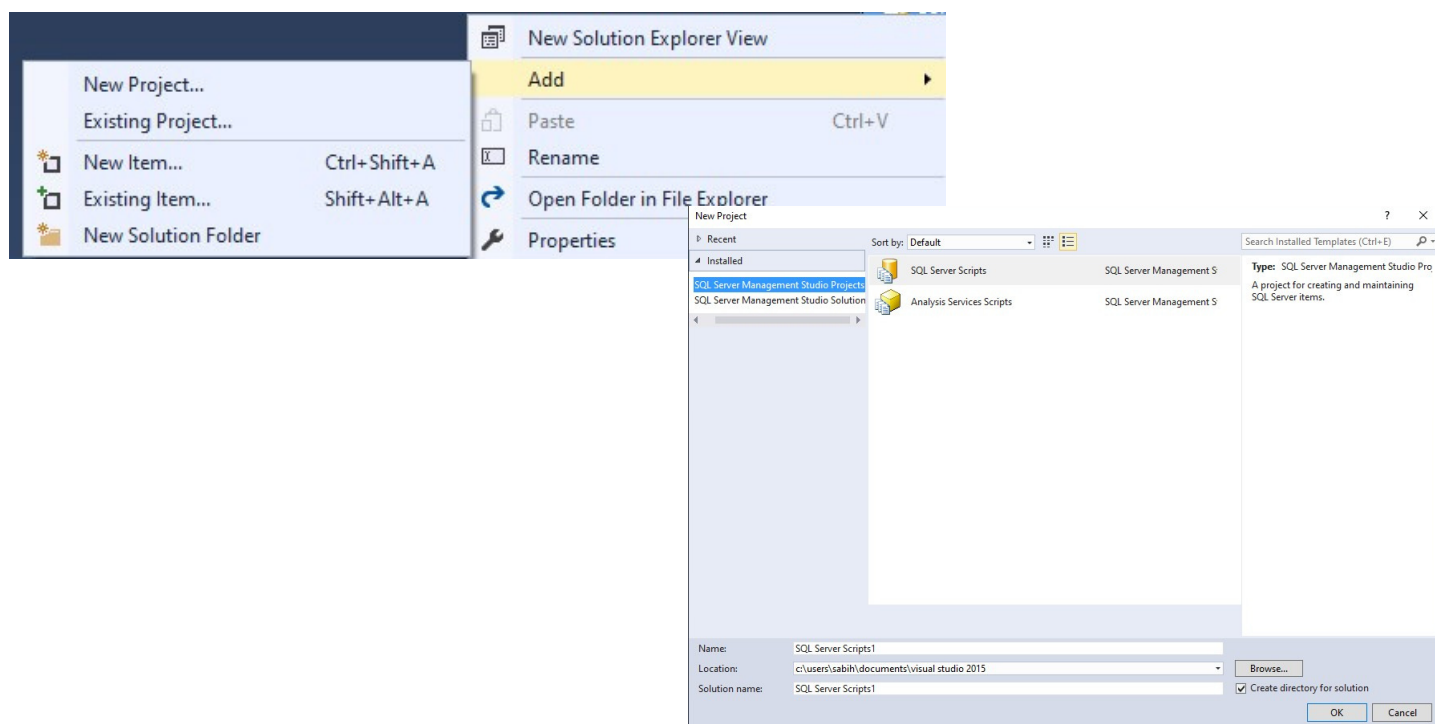 New Solution Explorer View
Add
Paste Ctrl+V
Rename
Open Folder in File Explorer
Properties
New Project...
Existing Project...
New Item... Ctrl+Shift+A
Existing Item... Shift+Alt+A
New Solution Folder
New Project ?
Recent
Installed
SQL Server Management Studio Projects
SQL Server Management Studio Solution
Sort by: Default
SQL Server Scripts SQL Server Management S
Analysis Services Scripts SQL Server Management S
Search Installed Templates (Ctrl+E)
Type: SQL Server Management Studio Pro
A project for creating and maintaining
SQL Server items.
Name: SQL Server Scripts1
Location: c:\users\sabih\documents\visual studio 2015
Browse...
Solution name: SQL Server Scripts1
Create directory for solution
OK Cancel